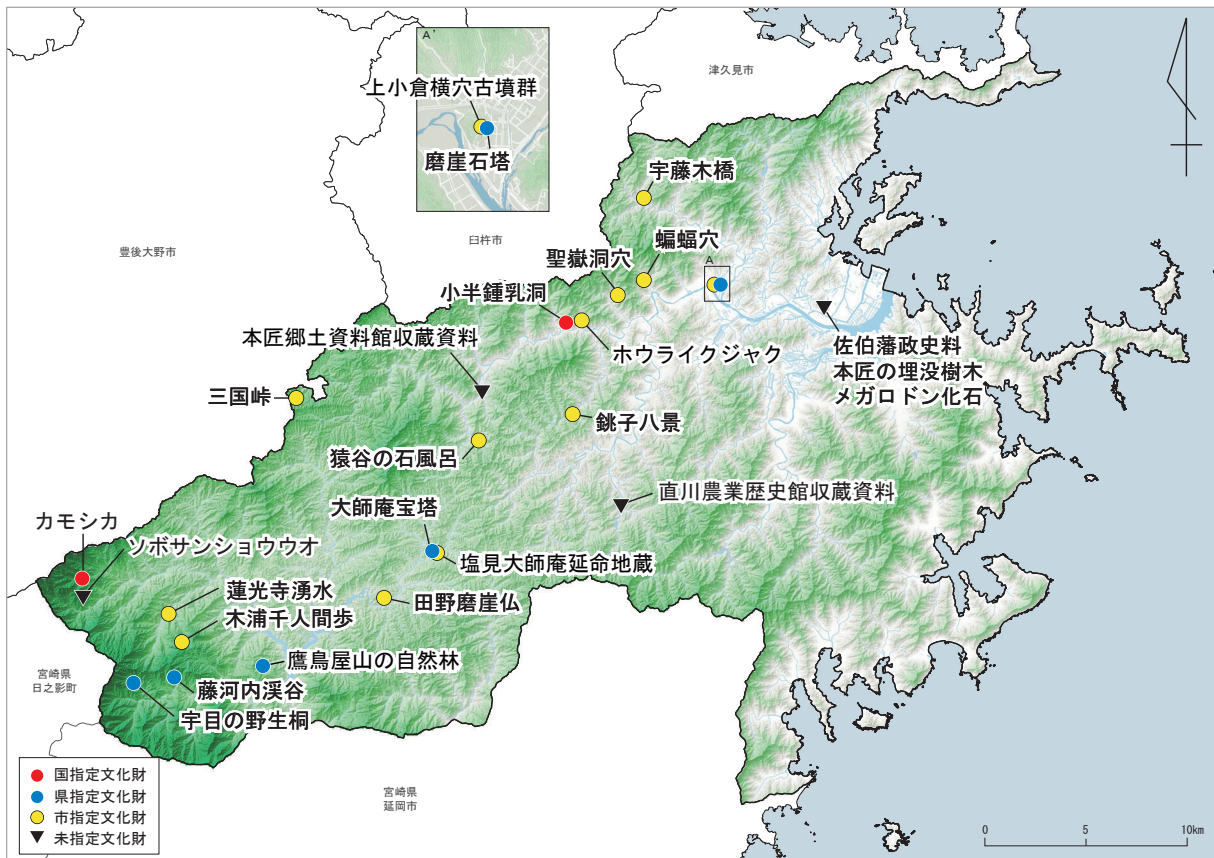 A'
上小倉横穴古墳群
磨崖石塔
津久見市
豊後大野市
臼杵市
宇藤木橋
蝙蝠穴
聖嶽洞穴
A
小半鍾乳洞
本匠郷土資料館収蔵資料
ホウライクジャク
佐伯藩政史料
本匠の埋没樹木
メガロドン化石
三国峠
銚子八景
猿谷の石風呂
直川農業歴史館収蔵資料
大師庵宝塔
カモシカ
ソボサンショウウオ
塩見大師庵延命地蔵
蓮光寺湧水
田野磨崖仏
木浦千人間歩
鷹鳥屋山の自然林
宮崎県
日之影町
藤河内渓谷
宇目の野生桐
国指定文化財
県指定文化財
市指定文化財
未指定文化財
宮崎県
延岡市
0 5 10km